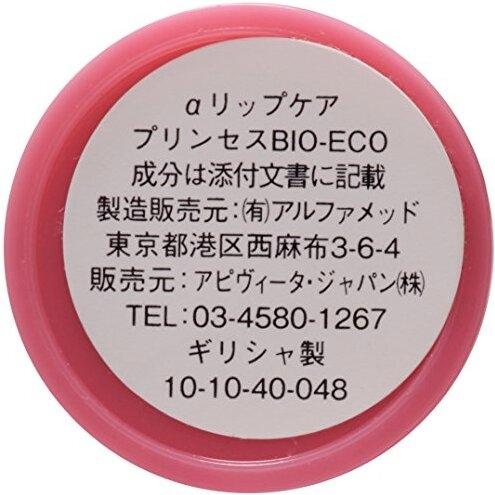 αリップケア
プリンセスBIO-ECO
成分は添付文書に記載
製造販売元:㈲アルファメッド
東京都港区西麻布3-6-4
販売元:アピヴィータ・ジャパン㈱
TEL:03-4580-1267
ギリシャ製
10-10-40-048